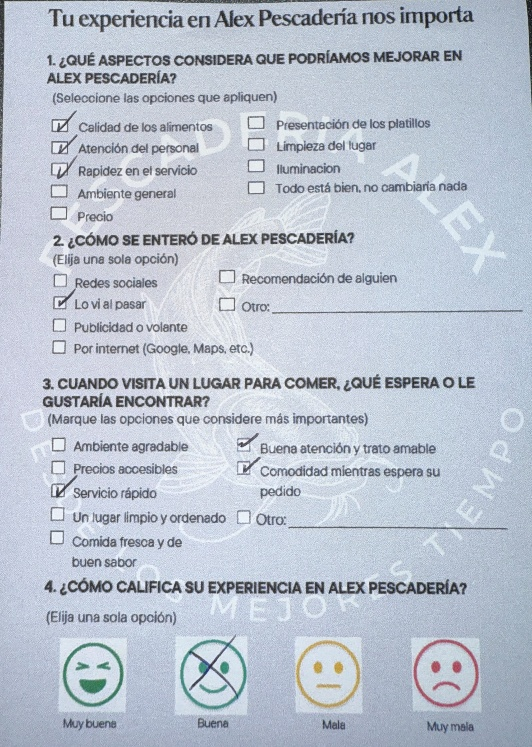 Tu experiencia en Alex Pescadería nos importa
1. ¿QUÉ ASPECTOS CONSIDERA QUE PODRÍAMOS MEJORAR EN
ALEX PESCADERÍA?
(Seleccione las opciones que apliquen)
Calidad de los alimentos
Presentación de los platillos
Atención del personal
Limpieza del lugar
Rapidez en el servicio
Iluminacion
Ambiente general
Todo está bien, no cambiaría nada
Precio
2. ¿CÓMO SE ENTERÓ DE ALEX PESCADERÍA?
(Elija una sola opción)
Redes sociales
Recomendación de alguien
Lo vi al pasar
Otro:
Publicidad o volante
Por internet (Google, Maps, etc.)
3. CUANDO VISITA UN LUGAR PARA COMER, ¿QUÉ ESPERA O LE
GUSTARÍA ENCONTRAR?
(Marque las opciones que considere más importantes)
Ambiente agradable
Buena atención y trato amable
Precios accesibles
Comodidad mientras espera su
pedido
Servicio rápido
Un lugar limpio y ordenado
Otro:
Comida fresca y de
buen sabor
4. ¿CÓMO CALIFICA SU EXPERIENCIA EN ALEX PESCADERÍA?
(Elija una sola opción)
Muy buena
Buena
Mala
Muy mala
PESCADERIA ALEX
MEJORES TIEMPO